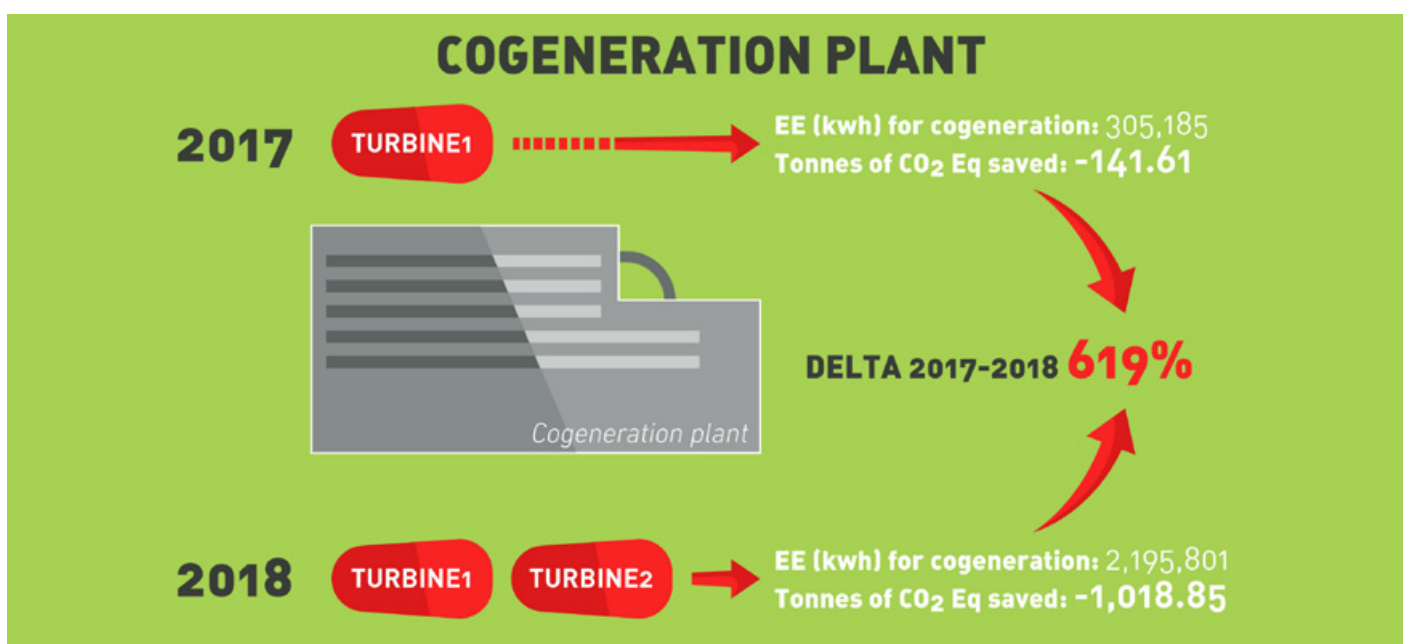 COGENERATION PLANT
2017
TURBINE1
EE (kwh) for cogeneration: 305,185
Tonnes of CO2 Eq saved: -141.61
Cogeneration plant
DELTA 2017-2018 619%
2018
TURBINE1
TURBINE2
EE (kwh) for cogeneration: 2,195,801
Tonnes of CO2 Eq saved: -1,018.85